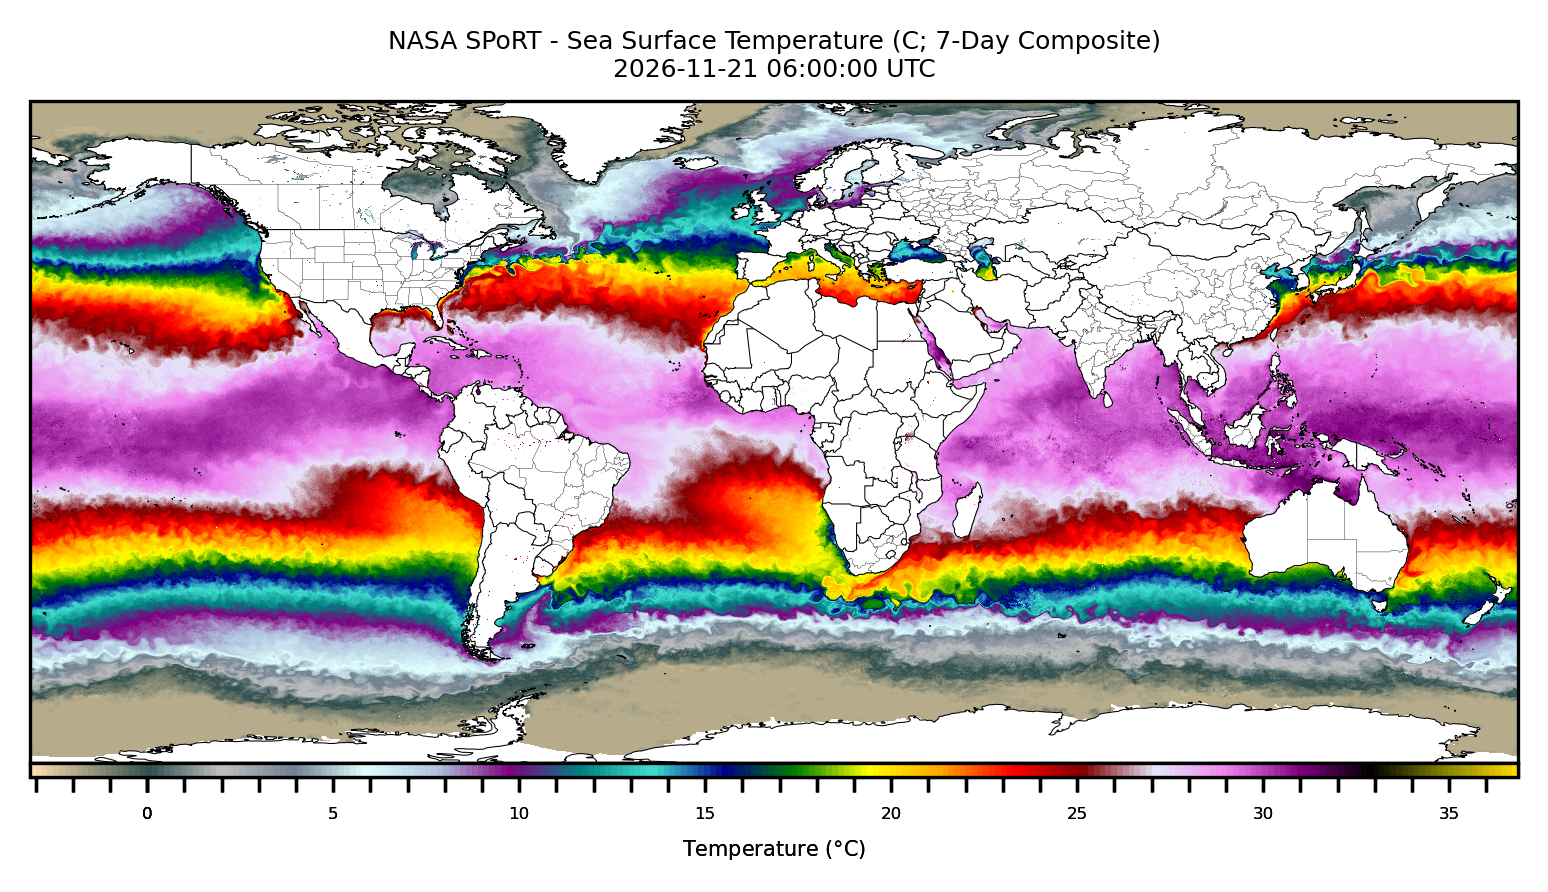 NASA SPoRT - Sea Surface Temperature (C; 7-Day Composite)
2026-11-21 06:00:00 UTC
0 5 10 15 20 25 30 35
Temperature (°C)